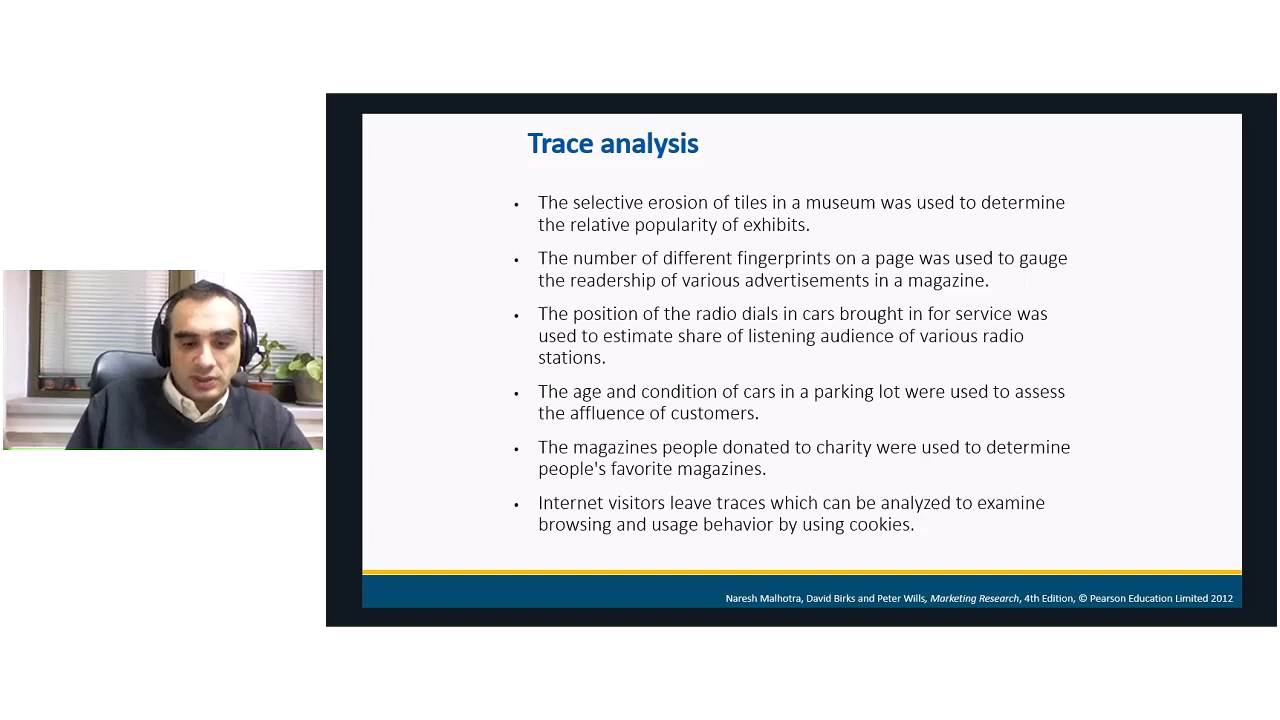 Trace analysis
• The selective erosion of tiles in a museum was used to determine
the relative popularity of exhibits.
• The number of different fingerprints on a page was used to gauge
the readership of various advertisements in a magazine.
• The position of the radio dials in cars brought in for service was
used to estimate share of listening audience of various radio
stations.
• The age and condition of cars in a parking lot were used to assess
the affluence of customers.
• The magazines people donated to charity were used to determine
people's favorite magazines.
• Internet visitors leave traces which can be analyzed to examine
browsing and usage behavior by using cookies.
Naresh Malhotra, David Birks and Peter Wills, Marketing Research, 4th Edition, © Pearson Education Limited 2012